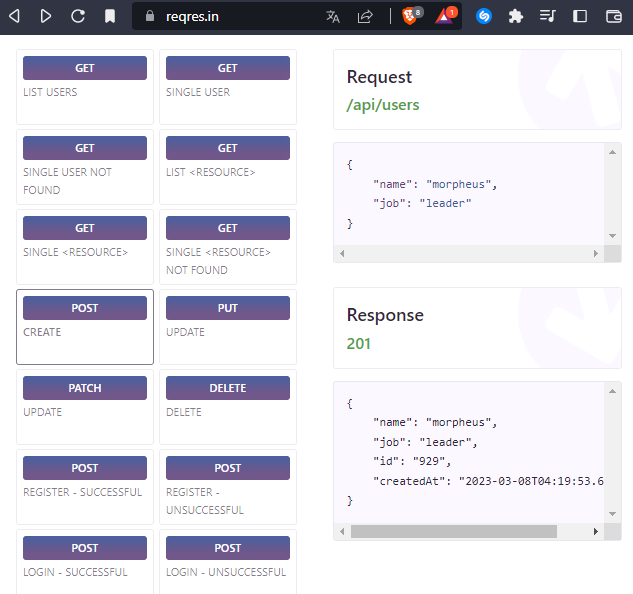 reqres.in
8
1
GET
LIST USERS
GET
SINGLE USER
GET
SINGLE USER NOT
FOUND
GET
LIST <RESOURCE>
GET
SINGLE <RESOURCE>
GET
SINGLE <RESOURCE>
NOT FOUND
POST
CREATE
PUT
UPDATE
PATCH
UPDATE
DELETE
DELETE
POST
REGISTER - SUCCESSFUL
POST
REGISTER -
UNSUCCESSFUL
POST
LOGIN - SUCCESSFUL
POST
LOGIN - UNSUCCESSFUL
Request
/api/users
{
"name": "morpheus",
"job": "leader"
}
Response
201
{
"name": "morpheus",
"job": "leader",
"id": "929",
"createdAt": "2023-03-08T04:19:53.6
}